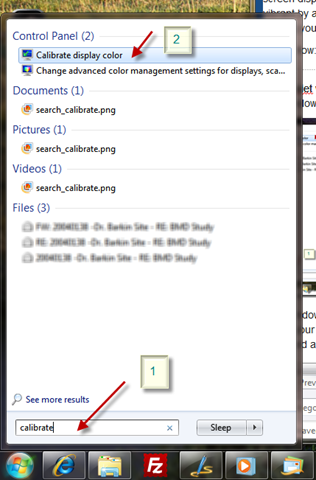 Control Panel (2)
2
Calibrate display color
Change advanced color management settings for displays, sca...
Documents (1)
search_calibrate.png
Pictures (1)
search_calibrate.png
Videos (1)
search_calibrate.png
Files (3)
FW: 20040138 -Dr. Barkin Site - RE: BMD Study
RE: 20040138 -Dr. Barkin Site - RE: BMD Study
20040138 -Dr. Barkin Site - RE: BMD Study
1
See more results
calibrate
Sleep
Fz